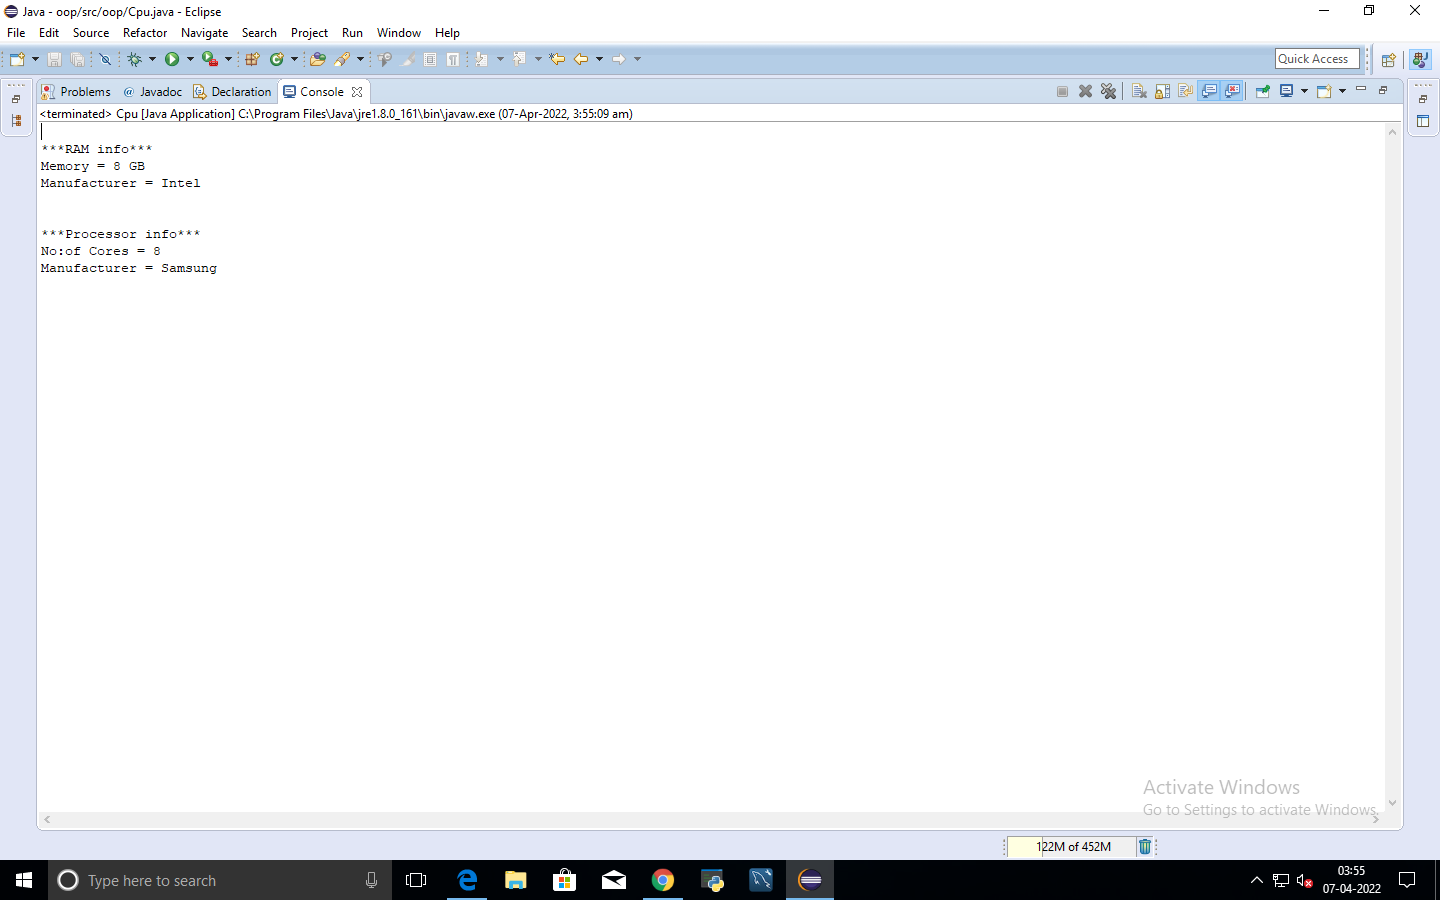 Java - oop/src/oop/Cpu.java - Eclipse
File Edit Source Refactor Navigate Search Project Run Window Help
Quick Access
Problems @ Javadoc Declaration Console
<terminated> Cpu [Java Application] C:\Program Files\Java\jre1.8.0_161\bin\javaw.exe (07-Apr-2022, 3:55:09 am)
***RAM info***
Memory = 8 GB
Manufacturer = Intel
***Processor info***
No:of Cores = 8
Manufacturer = Samsung
Activate Windows
Go to Settings to activate Windows.
122M of 452M
Type here to search
03:55
07-04-2022